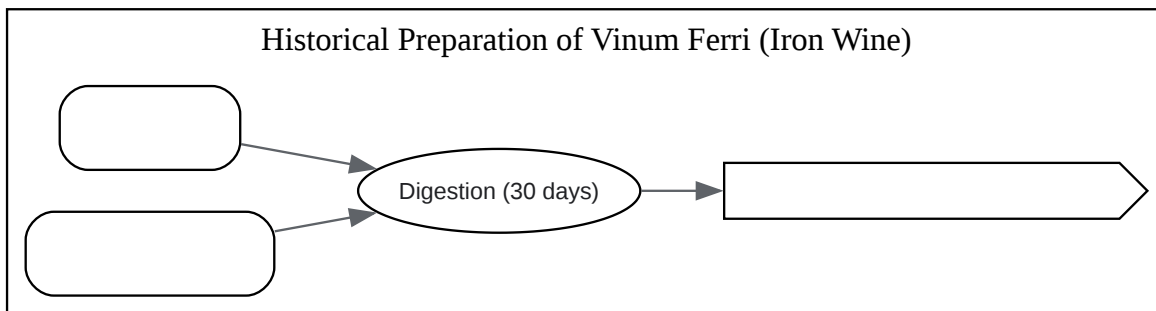 Historical Preparation of Vinum Ferri (Iron Wine)
Digestion (30 days)